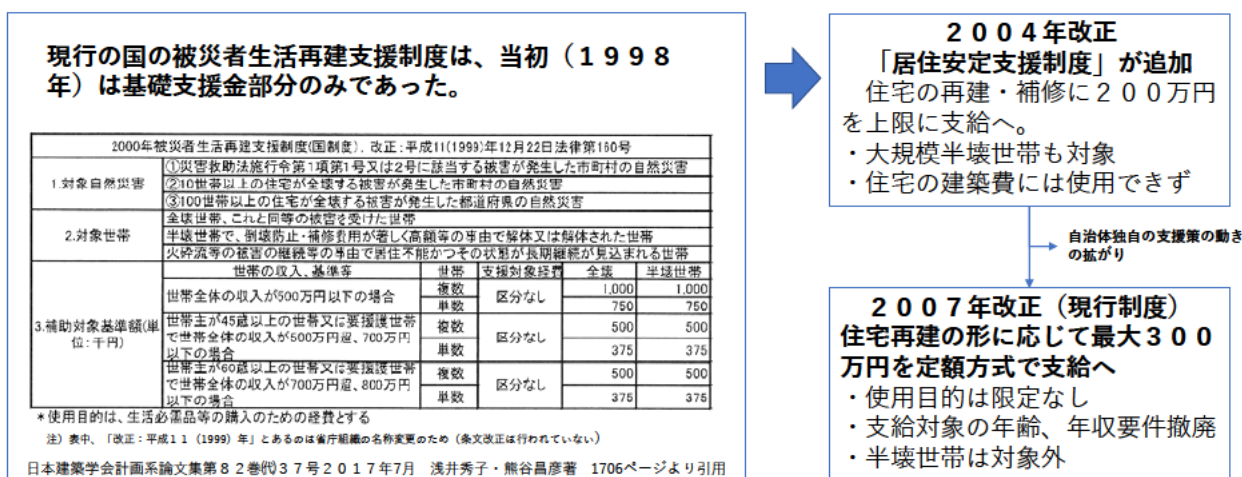 現行の国の被災者生活再建支援制度は、当初(1998
年)は基礎支援金部分のみであった。
2000年被災者生活再建支援制度(国制度). 改正:平成11(1999)年12月22日法律第160号
1.対象自然災害
①災害救助法施行令第1項第1号又は2号に該当する被害が発生した市町村の自然災害
②10世帯以上の住宅が全壊する被害が発生した市町村の自然災害
③100世帯以上の住宅が全壊する被害が発生した都道府県の自然災害
2.対象世帯
全壊世帯、これと同等の被害を受けた世帯
半壊世帯で、倒壊防止・補修費用が著しく高額等の事由で解体又は解体された世帯
火砕流等の被害の継続等の事由で居住不能かつその状態が長期継続が見込まれる世帯
3.補助対象基準額(単
位:千円)
世帯の収入、基準等 世帯 支援対象経費 全壊 半壊世帯
世帯全体の収入が500万円以下の場合 複数 区分なし 1,000 1,000
単数 750 750
世帯主が45歳以上の世帯又は要援護世帯
で世帯全体の収入が500万円超、700万円
以下の場合
複数 区分なし 500 500
単数 375 375
世帯主が60歳以上の世帯又は要援護世帯
で世帯全体の収入が700万円超、800万円
以下の場合
複数 区分なし 500 500
単数 375 375
*使用目的は、生活必需品等の購入のための経費とする
注)表中、「改正:平成11(1999)年」とあるのは省庁組織の名称変更のため(条文改正は行われていない)
日本建築学会計画系論文集第82巻(代)37号2017年7月 浅井秀子・熊谷昌彦著 1706ページより引用
2004年改正
「居住安定支援制度」が追加
住宅の再建・補修に200万円
を上限に支給へ。
・大規模半壊世帯も対象
・住宅の建築費には使用できず
自治体独自の支援策の動き
の拡がり
2007年改正(現行制度)
住宅再建の形に応じて最大300
万円を定額方式で支給へ
・使用目的は限定なし
・支給対象の年齢、年収要件撤廃
・半壊世帯は対象外